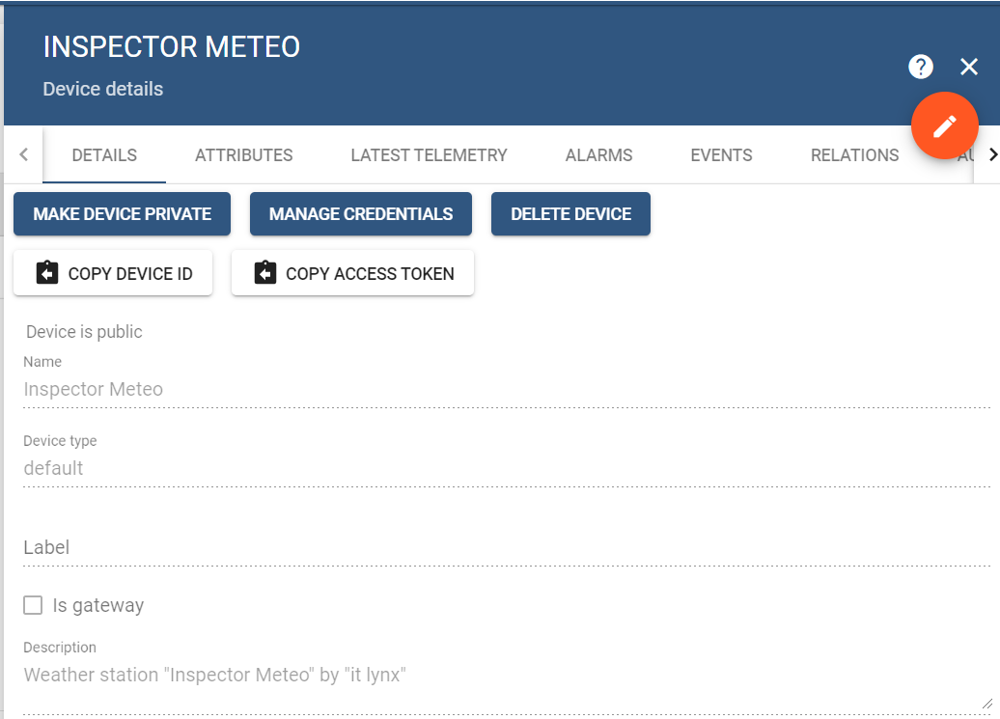 INSPECTOR METEO
Device details
?
DETAILS ATTRIBUTES LATEST TELEMETRY ALARMS EVENTS RELATIONS
MAKE DEVICE PRIVATE MANAGE CREDENTIALS DELETE DEVICE
COPY DEVICE ID COPY ACCESS TOKEN
Device is public
Name
Inspector Meteo
Device type
default
Label
Is gateway
Description
Weather station "Inspector Meteo" by "it lynx"